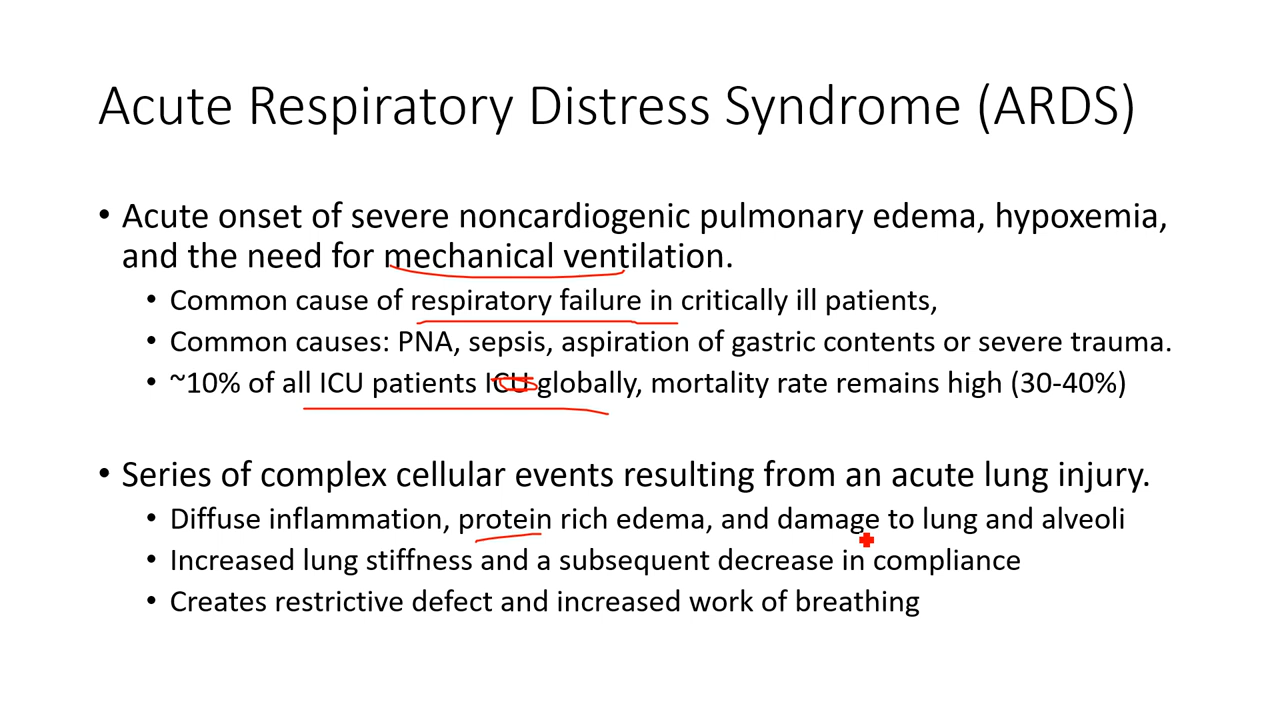 Acute Respiratory Distress Syndrome (ARDS)
• Acute onset of severe noncardiogenic pulmonary edema, hypoxemia,
and the need for mechanical ventilation.
• Common cause of respiratory failure in critically ill patients,
• Common causes: PNA, sepsis, aspiration of gastric contents or severe trauma.
• ~10% of all ICU patients ICU globally, mortality rate remains high (30-40%)
• Series of complex cellular events resulting from an acute lung injury.
• Diffuse inflammation, protein rich edema, and damage to lung and alveoli
• Increased lung stiffness and a subsequent decrease in compliance
• Creates restrictive defect and increased work of breathing